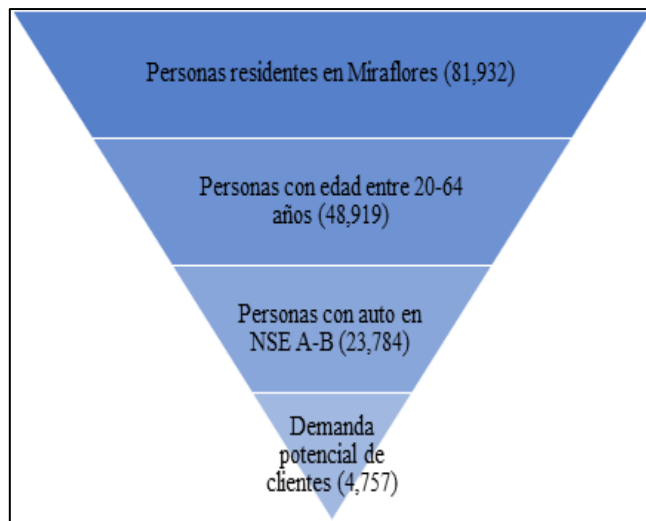 Personas residentes en Miraflores (81,932)
Personas con edad entre 20-64
años (48,919)
Personas con auto en
NSE A-B (23,784)
Demanda
potencial de
clientes (4,757)